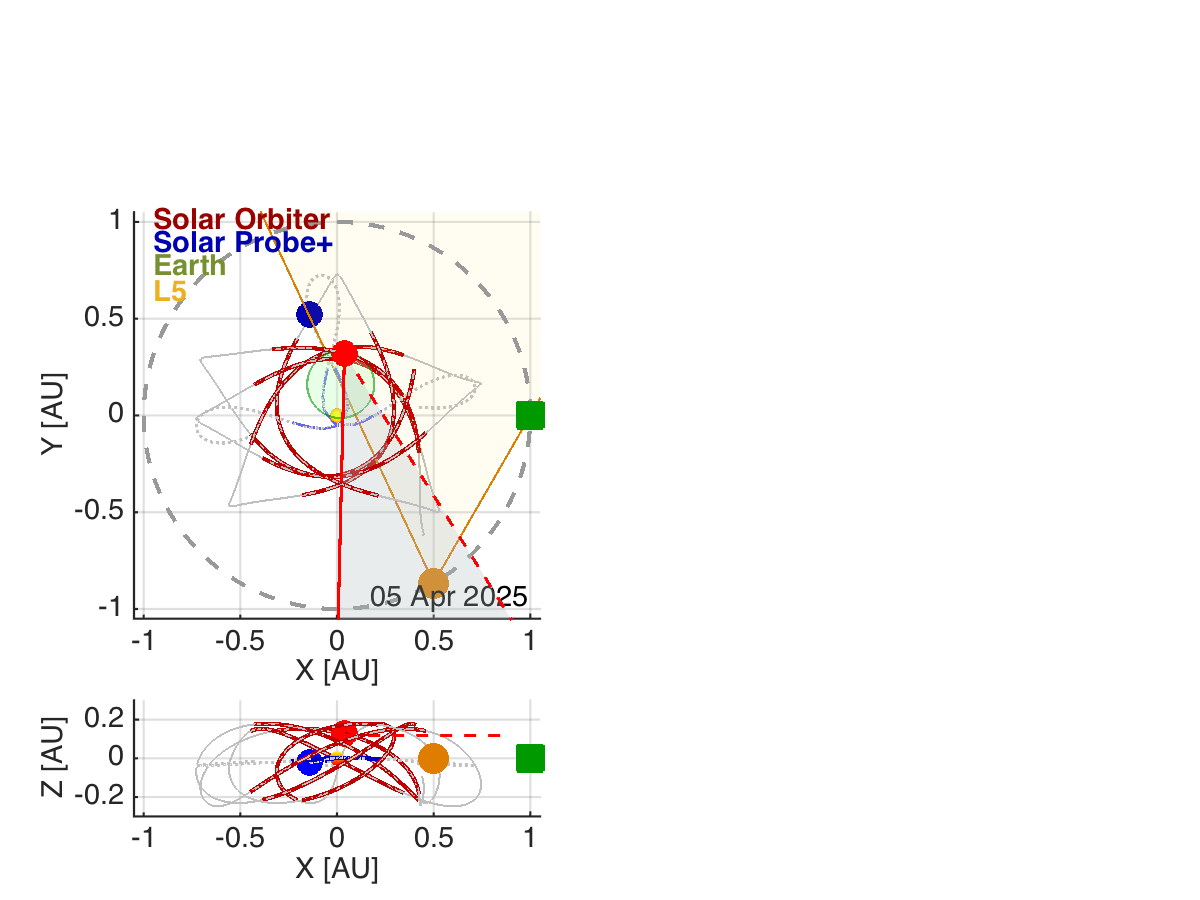 Solar Orbiter
Solar Probe+
Earth
L5
1
0.5
0
-0.5
-1
Y [AU]
05 Apr 2025
-1 -0.5 0 0.5 1
X [AU]
0.2
0
-0.2
Z [AU]
-1 -0.5 0 0.5 1
X [AU]